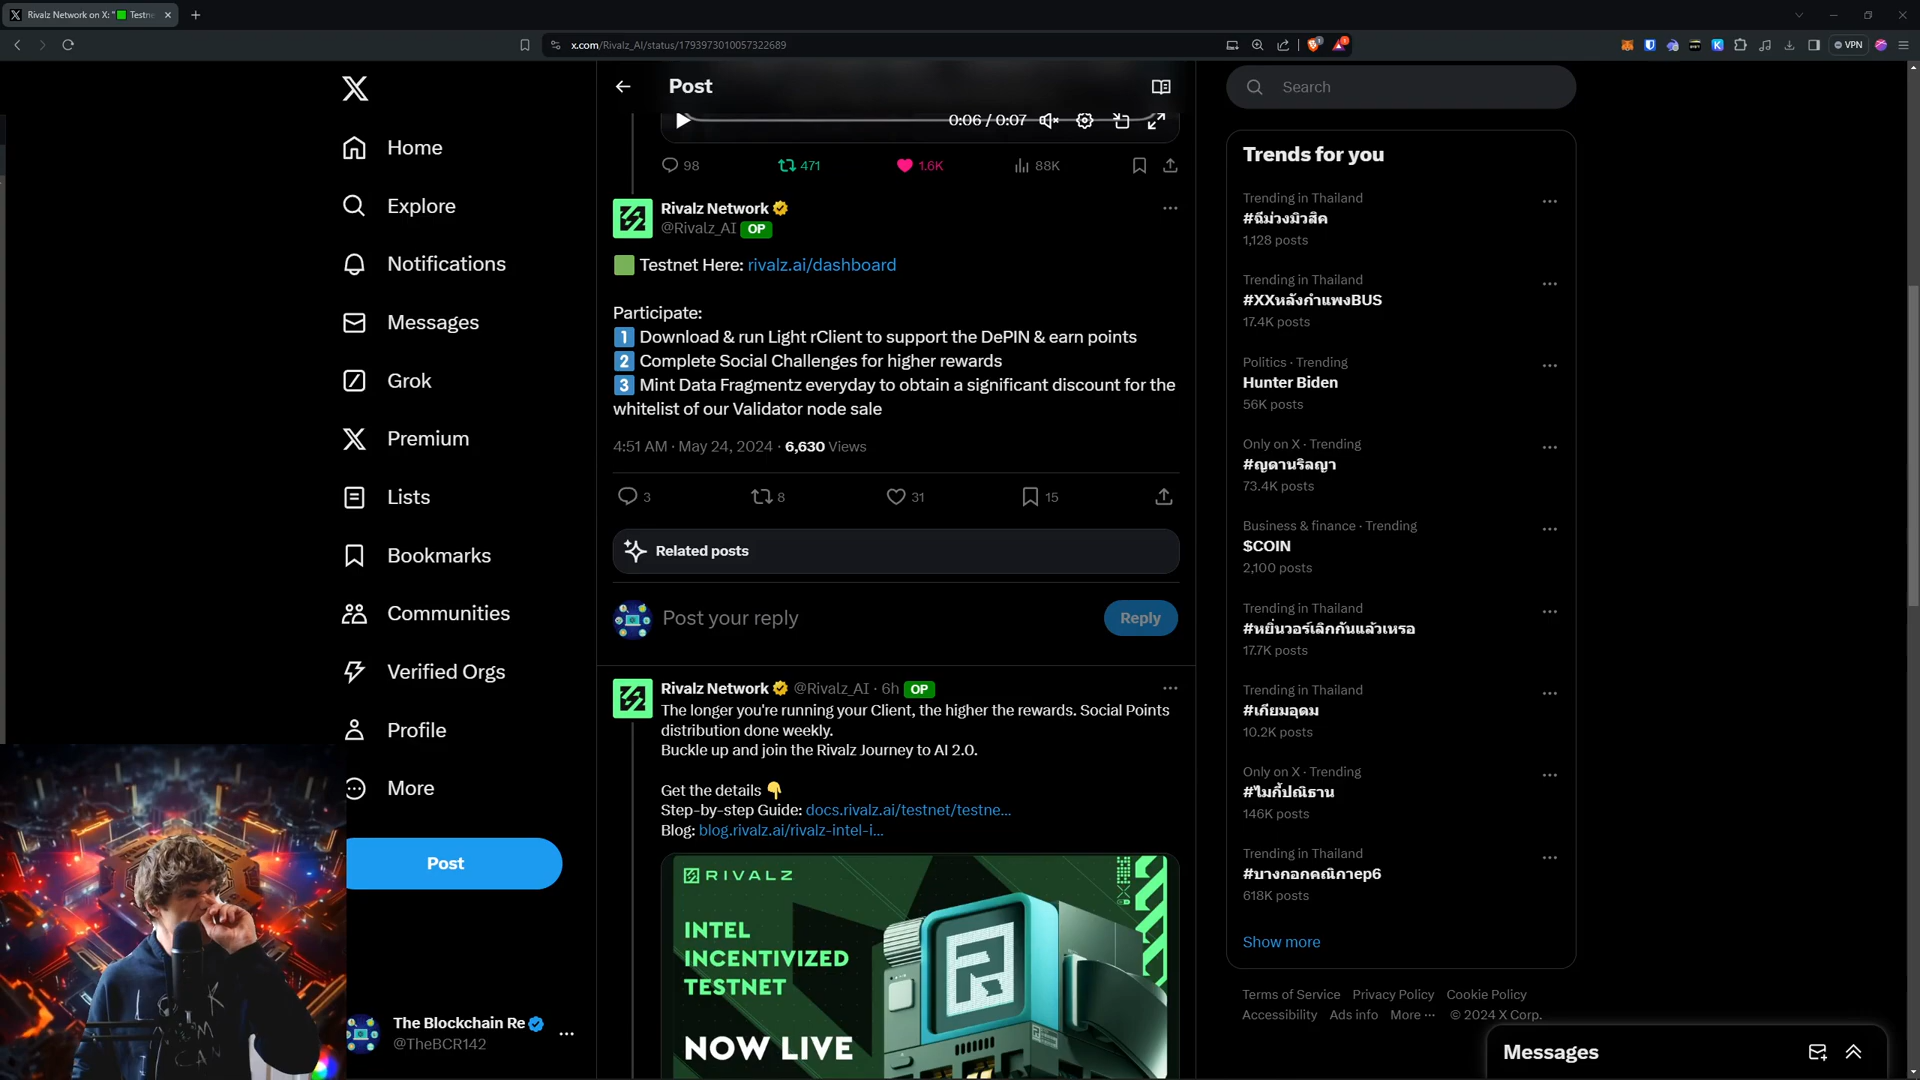 Rivalz Network on X: "🟩 Testne
x.com/Rivalz_AI/status/1793973010057322689
VPN
Home
Explore
Notifications
Messages
Grok
Premium
Lists
Bookmarks
Communities
Verified Orgs
Profile
More
Post
The Blockchain Re
@TheBCR142
Post
0:06 / 0:07
98
471
1.6K
88K
Rivalz Network
@Rivalz_AI OP
🟩 Testnet Here: rivalz.ai/dashboard
Participate:
1 Download & run Light rClient to support the DePIN & earn points
2 Complete Social Challenges for higher rewards
3 Mint Data Fragmentz everyday to obtain a significant discount for the
whitelist of our Validator node sale
4:51 AM · May 24, 2024 · 6,630 Views
3
8
31
15
Related posts
Post your reply
Reply
Rivalz Network @Rivalz_AI · 6h OP
The longer you're running your Client, the higher the rewards. Social Points
distribution done weekly.
Buckle up and join the Rivalz Journey to AI 2.0.
Get the details 👇
Step-by-step Guide: docs.rivalz.ai/testnet/testne...
Blog: blog.rivalz.ai/rivalz-intel-i...
RIVALZ
INTEL
INCENTIVIZED
TESTNET
NOW LIVE
Search
Trends for you
Trending in Thailand
#ฉีม่วงมิวสิค
1,128 posts
Trending in Thailand
#XXหลังกำแพงBUS
17.4K posts
Politics · Trending
Hunter Biden
56K posts
Only on X · Trending
#ญดานริลญา
73.4K posts
Business & finance · Trending
$COIN
2,100 posts
Trending in Thailand
#หยิ่นวอร์เลิกกันแล้วเหรอ
17.7K posts
Trending in Thailand
#เกียมอุดม
10.2K posts
Only on X · Trending
#ไมกี้ปณิธาน
146K posts
Trending in Thailand
#บางกอกคณิกาep6
618K posts
Show more
Terms of Service Privacy Policy Cookie Policy
Accessibility Ads info More ··· © 2024 X Corp.
Messages